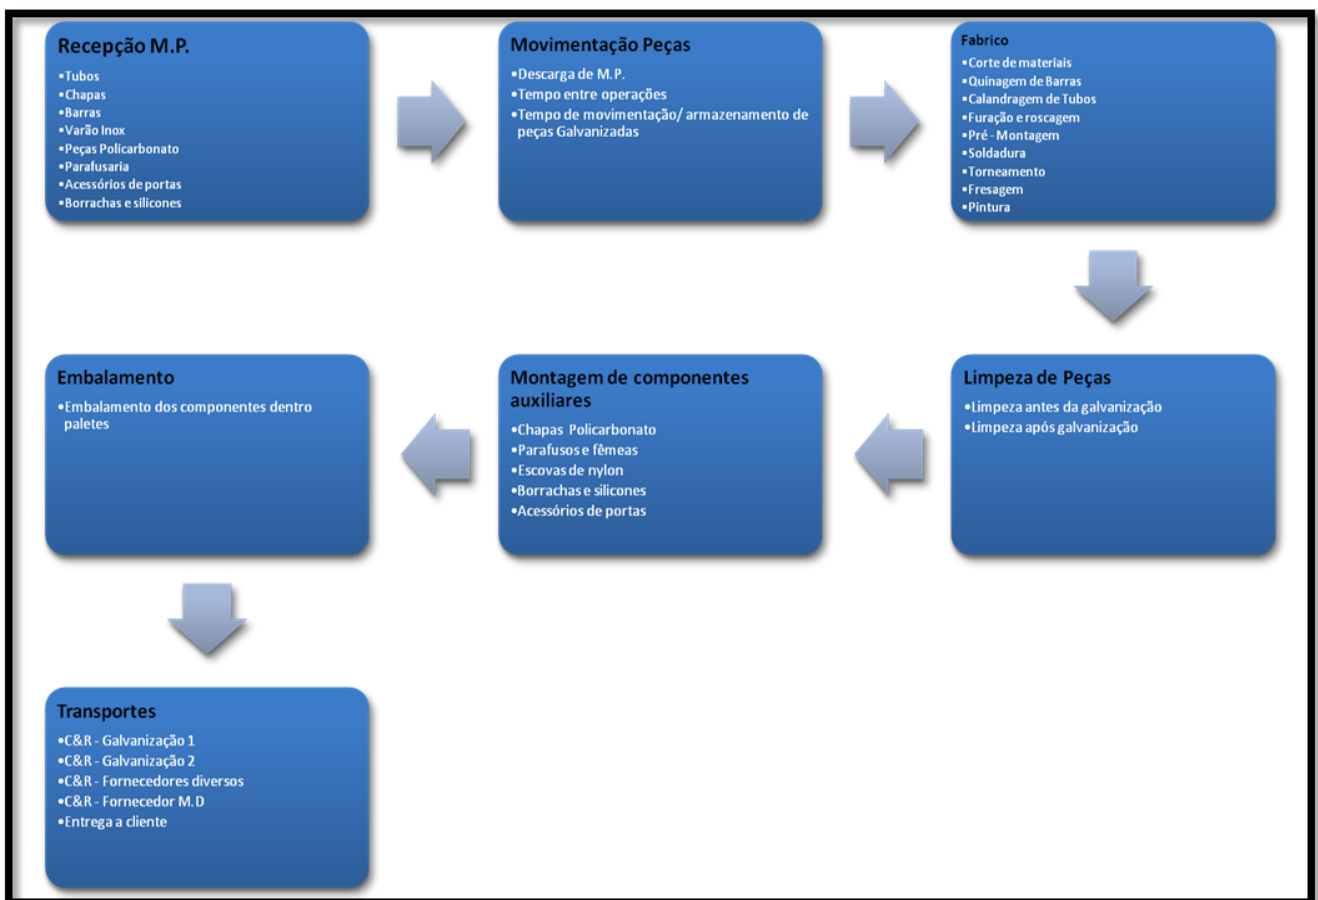 Recepção M.P.
•Tubos
•Chapas
•Barras
•Varão Inox
•Peças Policarbonato
•Parafusaria
•Acessórios de portas
•Borrachas e silicones
Movimentação Peças
•Descarga de M.P.
•Tempo entre operações
•Tempo de movimentação/ armazenamento de
peças Galvanizadas
Fabrico
•Corte de materiais
•Quinagem de Barras
•Calandragem de Tubos
•Furação e roscagem
•Pré - Montagem
•Soldadura
•Torneamento
•Fresagem
•Pintura
Limpeza de Peças
•Limpeza antes da galvanização
•Limpeza após galvanização
Montagem de componentes
auxiliares
•Chapas Policarbonato
•Parafusos e fêmeas
•Escovas de nylon
•Borrachas e silicones
•Acessórios de portas
Embalamento
•Embalamento dos componentes dentro
paletes
Transportes
•C&R - Galvanização 1
•C&R - Galvanização 2
•C&R - Fornecedores diversos
•C&R - Fornecedor M.D
•Entrega a cliente